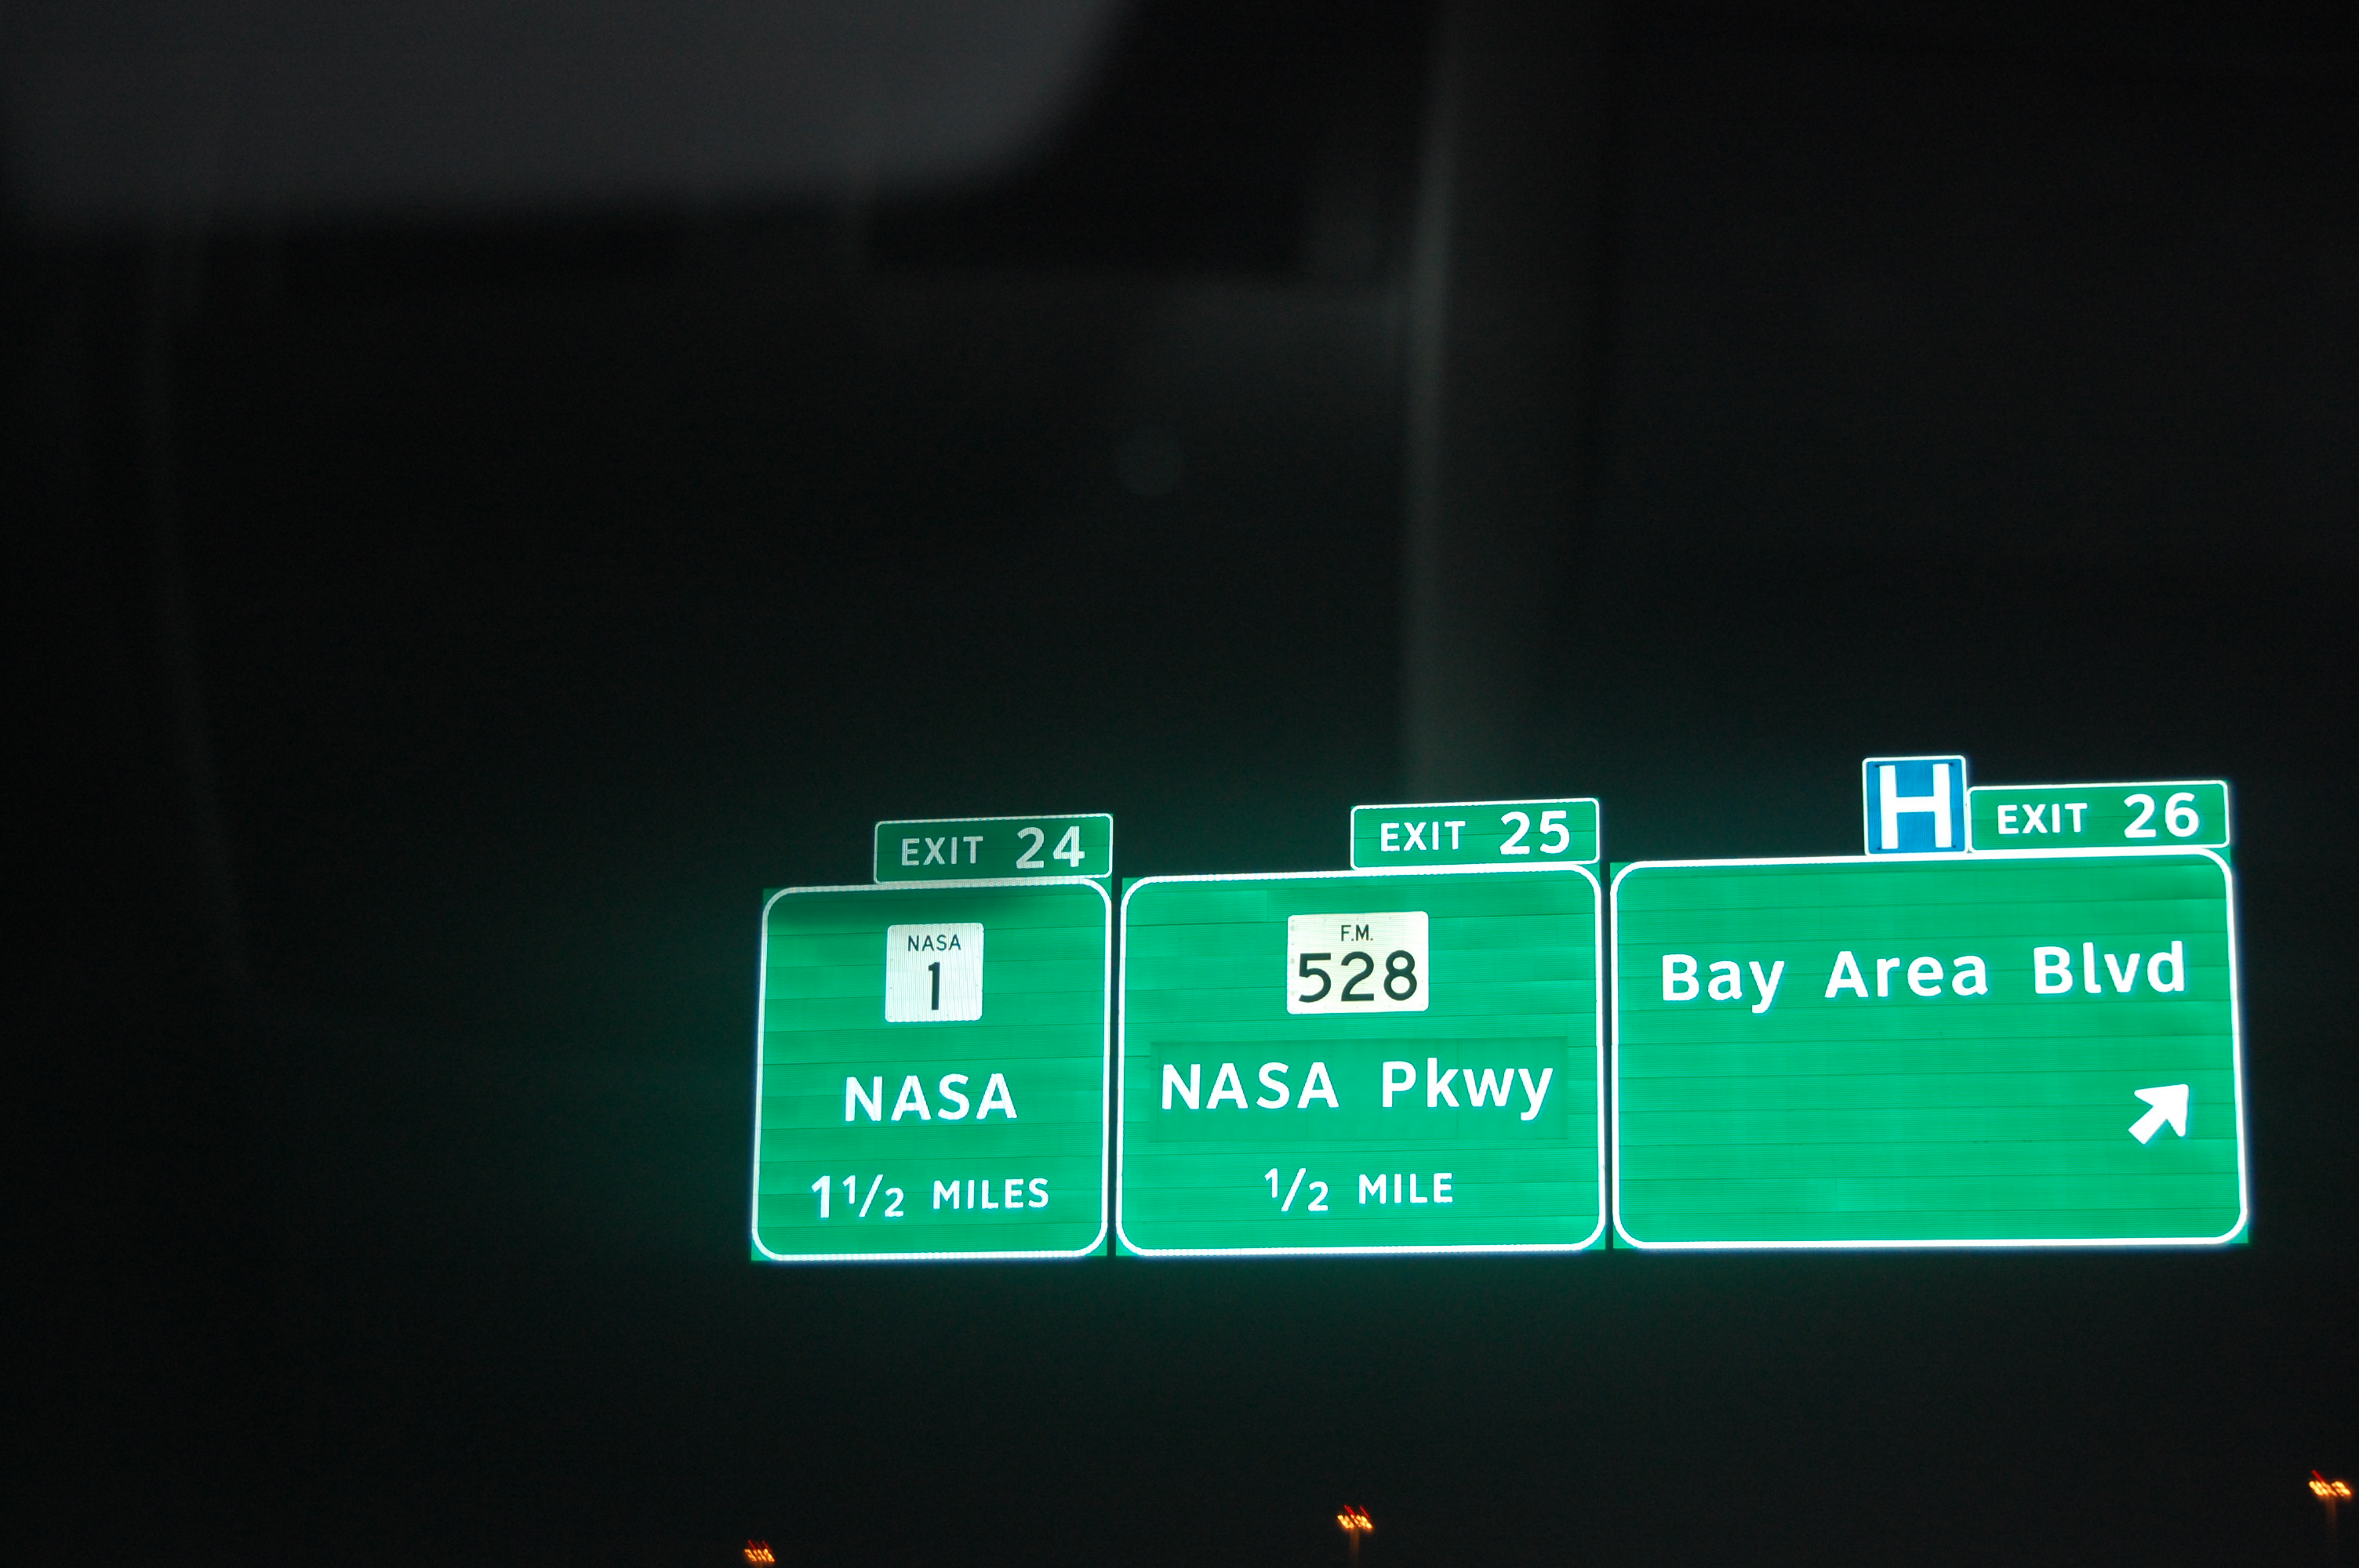 EXIT 24
NASA
1
NASA
1 1/2 MILES
EXIT 25
F.M.
528
NASA Pkwy
1/2 MILE
H
EXIT 26
Bay Area Blvd